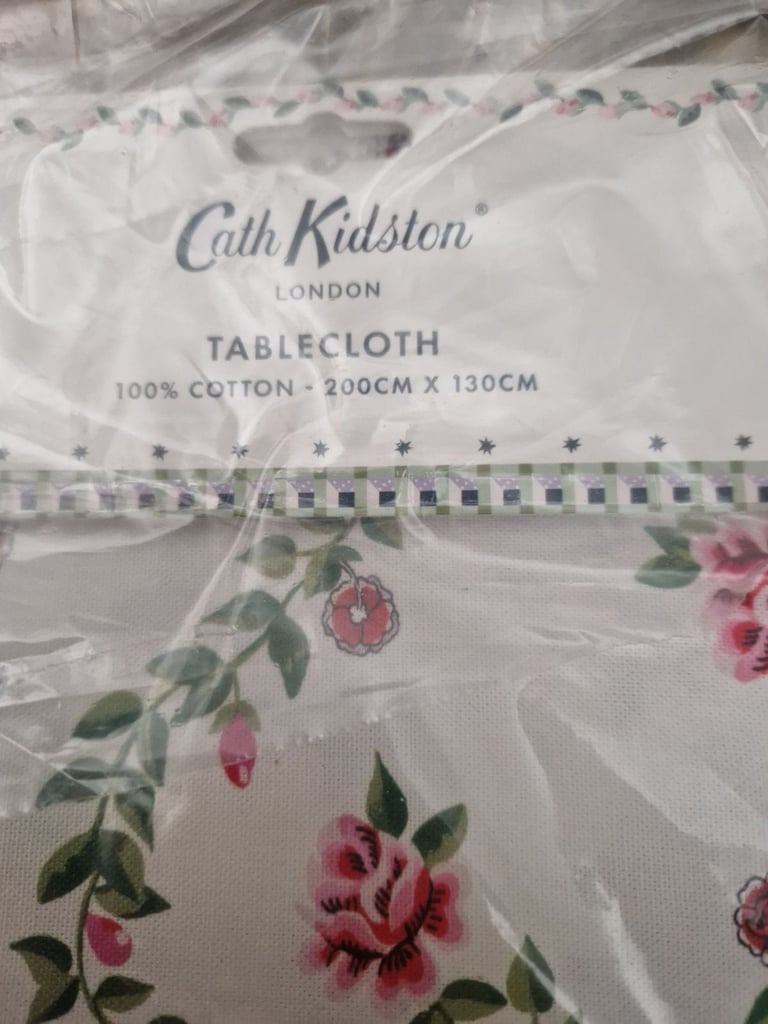 Cath Kidston®
LONDON
TABLECLOTH
100% COTTON - 200CM X 130CM